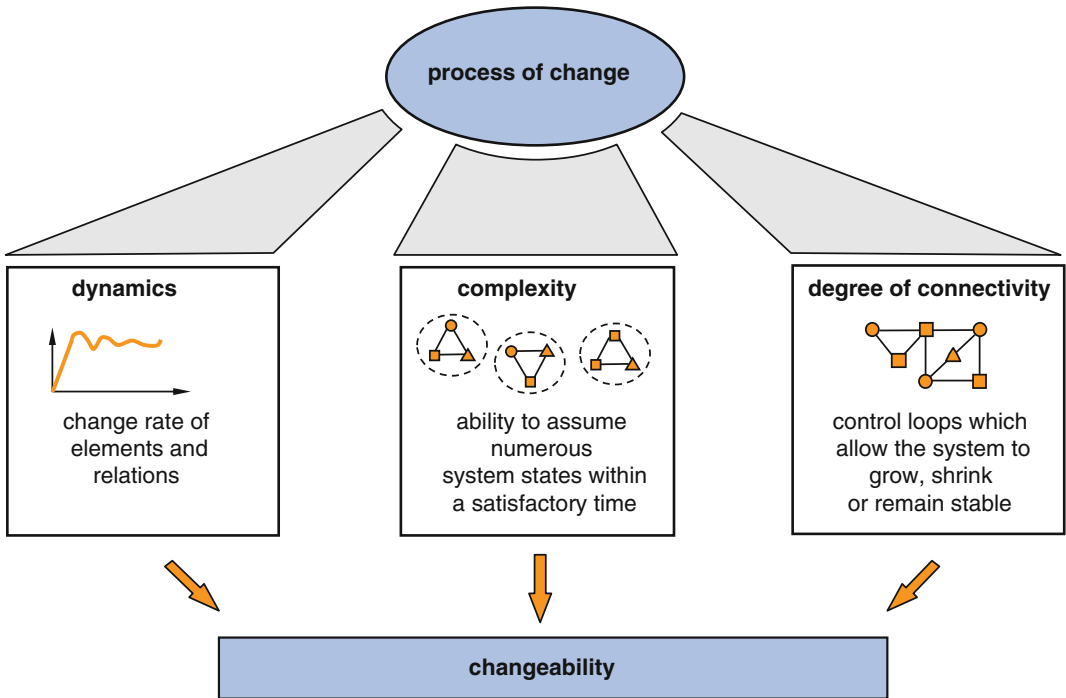 process of change
dynamics
change rate of
elements and
relations
complexity
ability to assume
numerous
system states within
a satisfactory time
degree of connectivity
control loops which
allow the system to
grow, shrink
or remain stable
changeability